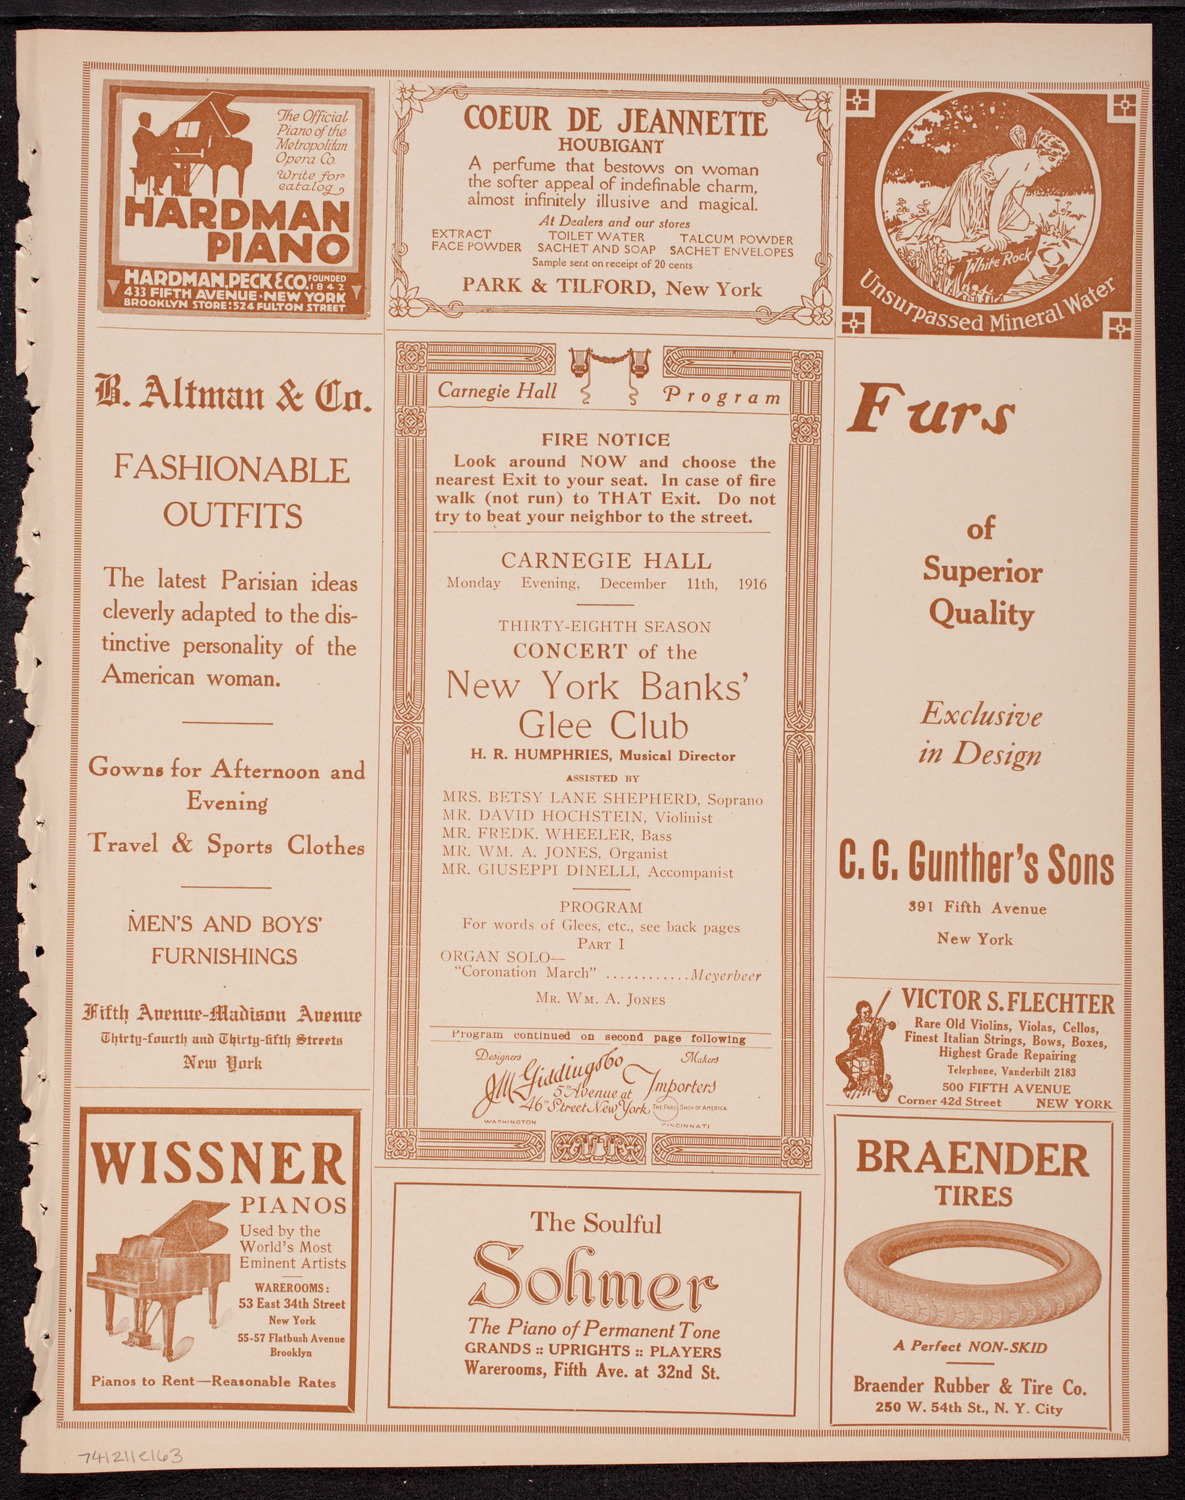 The Official
Piano of the
Metropolitan
Opera Co.
Write for
catalog
HARDMAN
PIANO
HARDMAN, PECK & CO. FOUNDED 1842
433 FIFTH AVENUE · NEW YORK
BROOKLYN STORE: 524 FULTON STREET
COEUR DE JEANNETTE
HOUBIGANT
A perfume that bestows on woman
the softer appeal of indefinable charm,
almost infinitely illusive and magical.
At Dealers and our stores
EXTRACT TOILET WATER TALCUM POWDER
FACE POWDER SACHET AND SOAP SACHET ENVELOPES
Sample sent on receipt of 20 cents
PARK & TILFORD, New York
White Rock
Unsurpassed Mineral Water
B. Altman & Co.
FASHIONABLE
OUTFITS
The latest Parisian ideas
cleverly adapted to the dis-
tinctive personality of the
American woman.
Gowns for Afternoon and
Evening
Travel & Sports Clothes
MEN'S AND BOYS'
FURNISHINGS
Fifth Avenue-Madison Avenue
Thirty-fourth and Thirty-fifth Streets
New York
WISSNER
PIANOS
Used by the
World's Most
Eminent Artists
WAREROOMS:
53 East 34th Street
New York
55-57 Flatbush Avenue
Brooklyn
Pianos to Rent—Reasonable Rates
Carnegie Hall Program
FIRE NOTICE
Look around NOW and choose the
nearest Exit to your seat. In case of fire
walk (not run) to THAT Exit. Do not
try to beat your neighbor to the street.
CARNEGIE HALL
Monday Evening, December 11th, 1916
THIRTY-EIGHTH SEASON
CONCERT of the
New York Banks'
Glee Club
H. R. HUMPHRIES, Musical Director
ASSISTED BY
MRS. BETSY LANE SHEPHERD, Soprano
MR. DAVID HOCHSTEIN, Violinist
MR. FREDK. WHEELER, Bass
MR. WM. A. JONES, Organist
MR. GIUSEPPI DINELLI, Accompanist
PROGRAM
For words of Glees, etc., see back pages
PART I
ORGAN SOLO—
"Coronation March" ............Meyerbeer
MR. WM. A. JONES
Program continued on second page following
Designers Makers
JM Giddings & Co
Importers
5th Avenue at
46th Street New York
THE PARIS SHOP OF AMERICA
WASHINGTON CINCINNATI
The Soulful
Sohmer
The Piano of Permanent Tone
GRANDS :: UPRIGHTS :: PLAYERS
Warerooms, Fifth Ave. at 32nd St.
Furs
of
Superior
Quality
Exclusive
in Design
C. G. Gunther's Sons
391 Fifth Avenue
New York
VICTOR S. FLECHTER
Rare Old Violins, Violas, Cellos,
Finest Italian Strings, Bows, Boxes,
Highest Grade Repairing
Telephone, Vanderbilt 2183
500 FIFTH AVENUE
Corner 42d Street NEW YORK
BRAENDER
TIRES
A Perfect NON-SKID
Braender Rubber & Tire Co.
250 W. 54th St., N. Y. City
741211e163